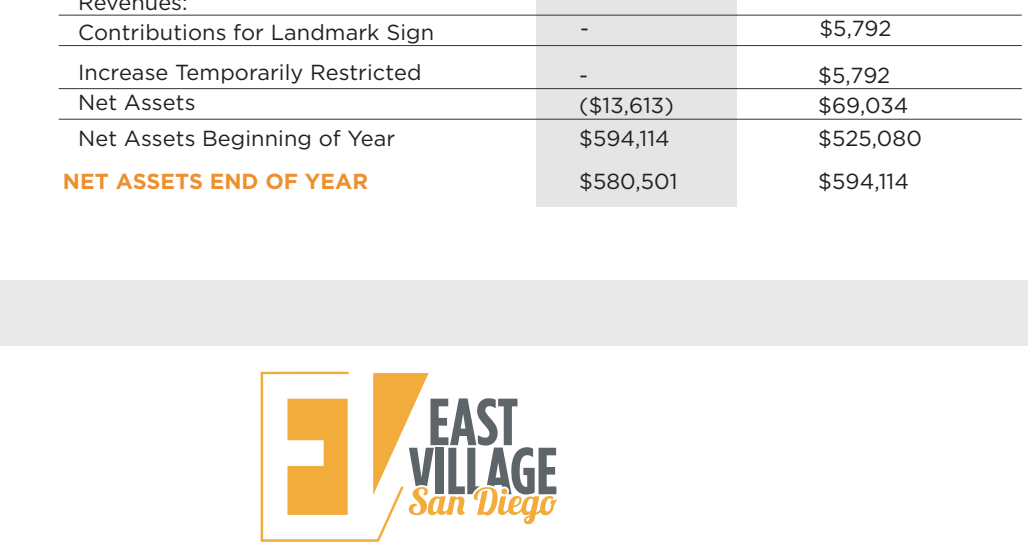 Revenues:
Contributions for Landmark Sign - $5,792
Increase Temporarily Restricted - $5,792
Net Assets ($13,613) $69,034
Net Assets Beginning of Year $594,114 $525,080
NET ASSETS END OF YEAR $580,501 $594,114
EV EAST
VILLAGE
San Diego